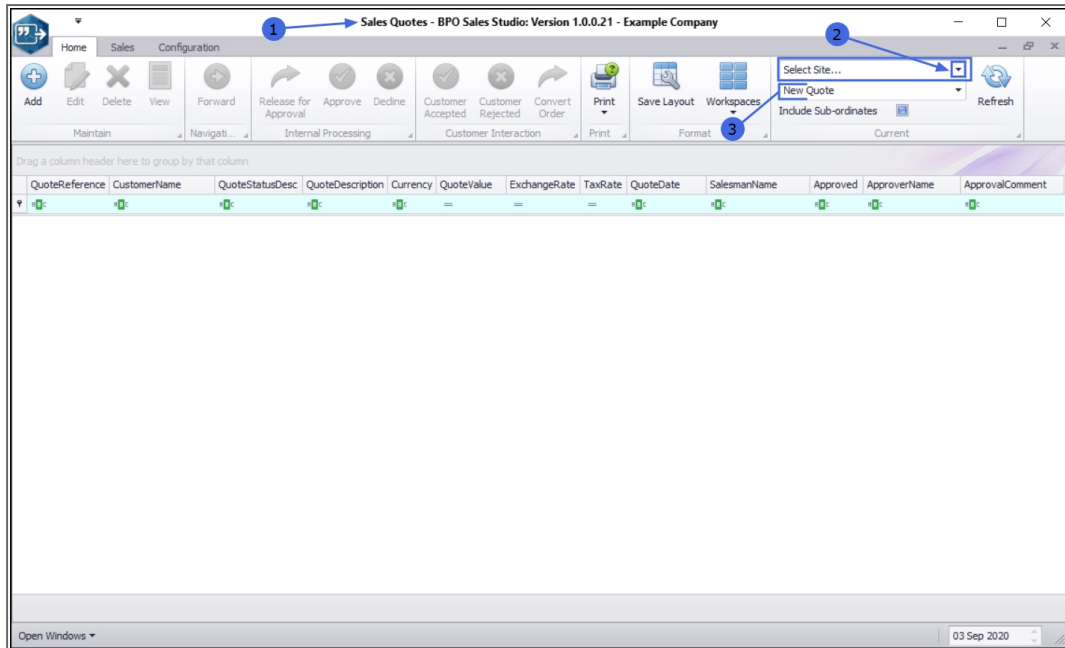 1
Sales Quotes - BPO Sales Studio: Version 1.0.0.21 - Example Company
2
Home Sales Configuration
Select Site...
Add Edit Delete View Forward Release for Approval Approve Decline Customer Accepted Customer Rejected Convert Order Print Save Layout Workspaces
New Quote
Refresh
Include Sub-ordinates
3
Maintain Navigati... Internal Processing Customer Interaction Print Format Current
Drag a column header here to group by that column
QuoteReference CustomerName QuoteStatusDesc QuoteDescription Currency QuoteValue ExchangeRate TaxRate QuoteDate SalesmanName Approved ApproverName ApprovalComment
Open Windows
03 Sep 2020